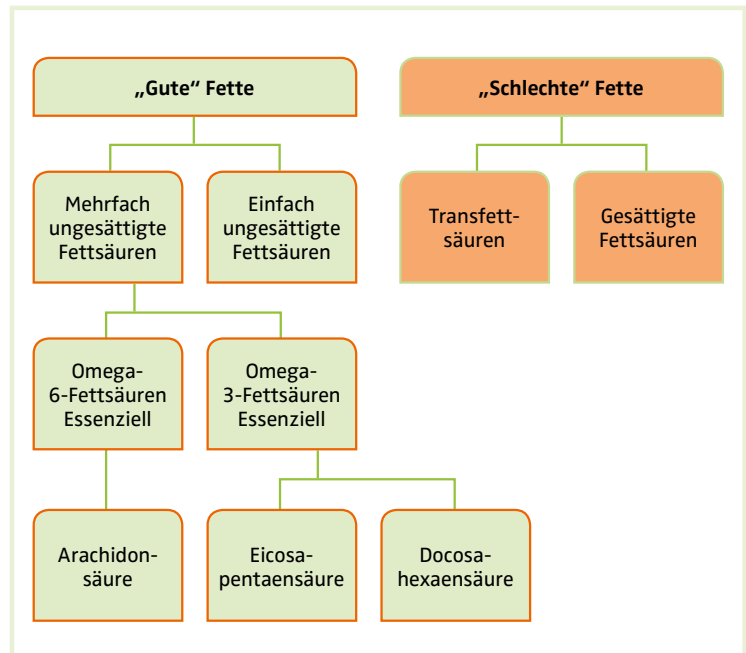 „Gute“ Fette
„Schlechte“ Fette
Mehrfach
ungesättigte
Fettsäuren
Einfach
ungesättigte
Fettsäuren
Transfett-
säuren
Gesättigte
Fettsäuren
Omega-
6-Fettsäuren
Essenziell
Omega-
3-Fettsäuren
Essenziell
Arachidon-
säure
Eicosa-
pentaensäure
Docosa-
hexaensäure